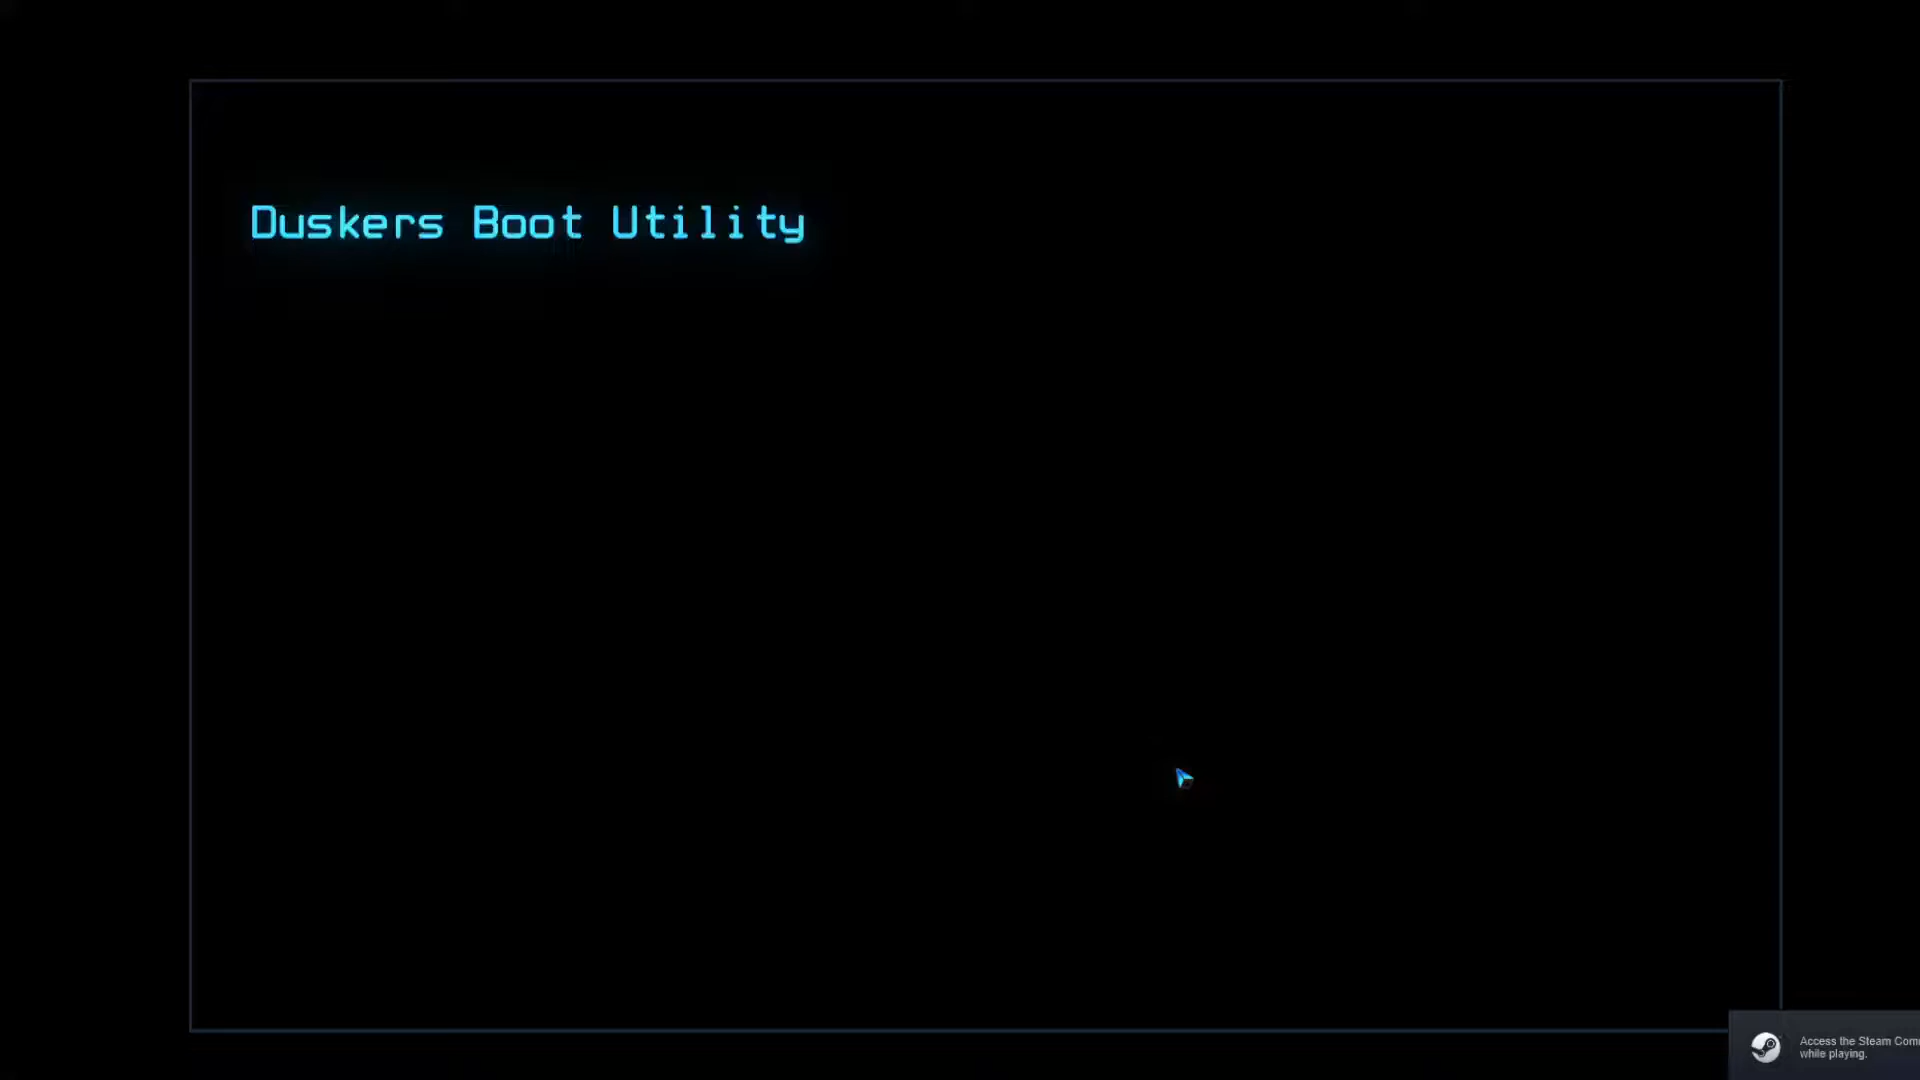 Duskers Boot Utility
Access the Steam Com
while playing.